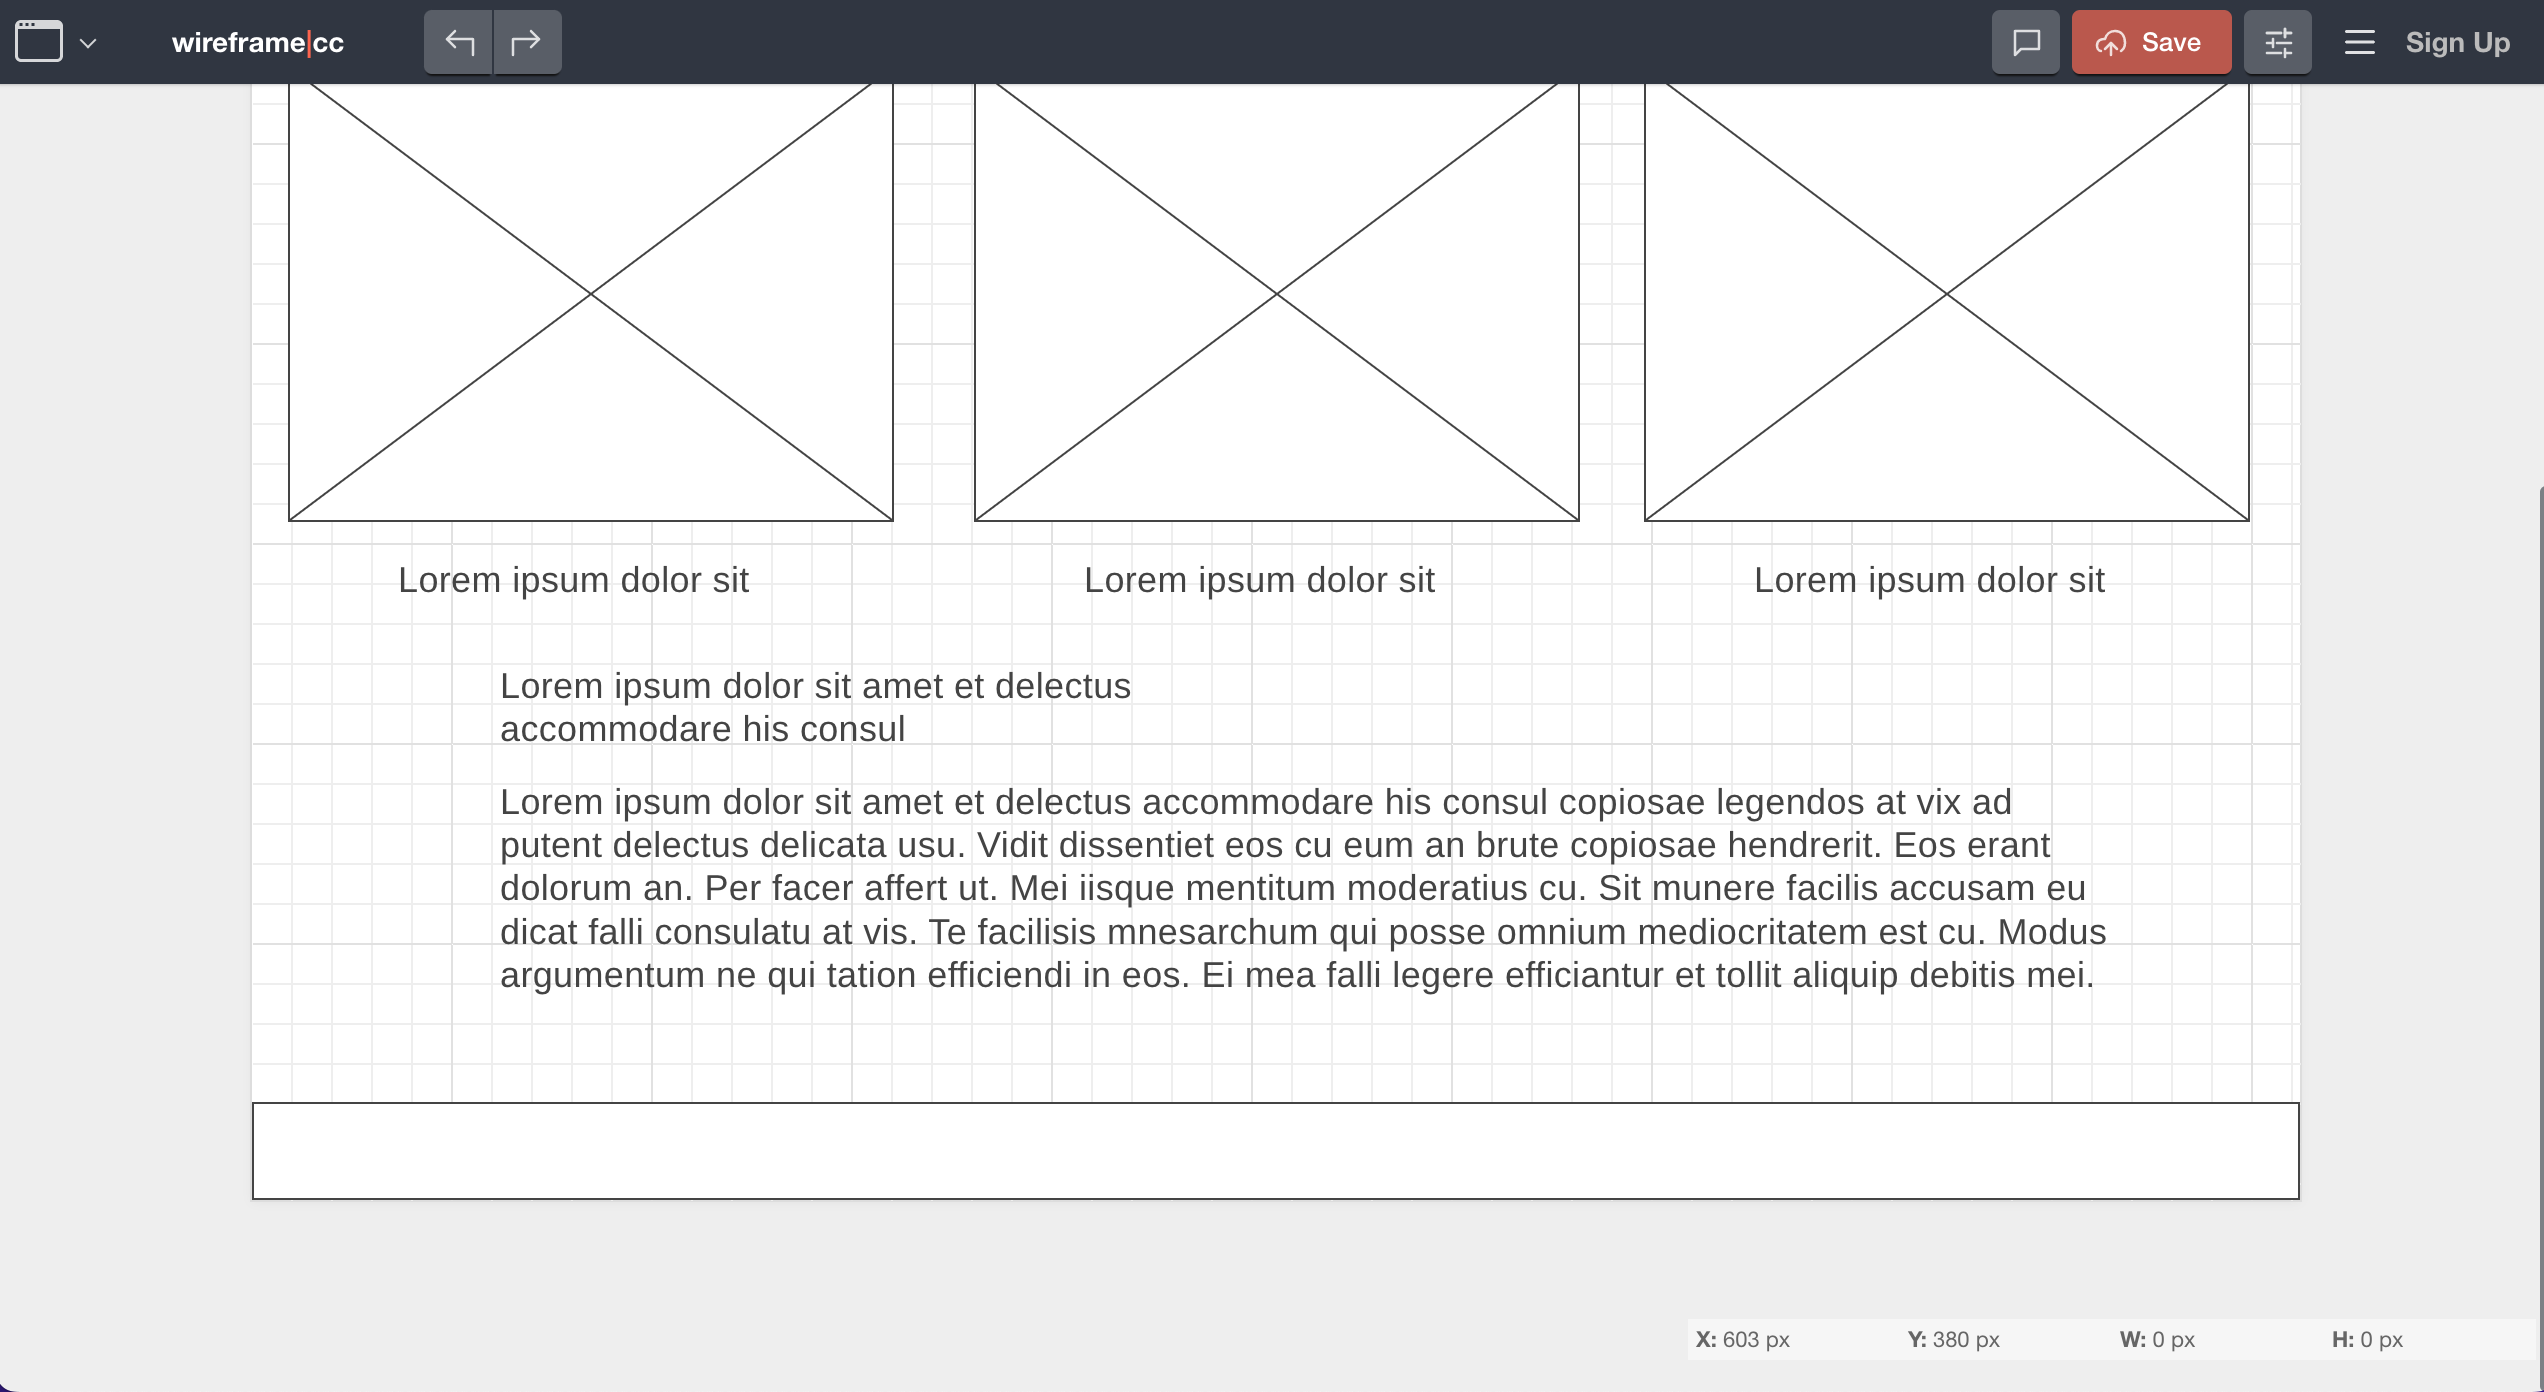 wireframe|cc
Save
Sign Up
Lorem ipsum dolor sit
Lorem ipsum dolor sit
Lorem ipsum dolor sit
Lorem ipsum dolor sit amet et delectus
accommodare his consul
Lorem ipsum dolor sit amet et delectus accommodare his consul copiosae legendos at vix ad
putent delectus delicata usu. Vidit dissentiet eos cu eum an brute copiosae hendrerit. Eos erant
dolorum an. Per facer affert ut. Mei iisque mentitum moderatius cu. Sit munere facilis accusam eu
dicat falli consulatu at vis. Te facilisis mnesarchum qui posse omnium mediocritatem est cu. Modus
argumentum ne qui tation efficiendi in eos. Ei mea falli legere efficiantur et tollit aliquip debitis mei.
X: 603 px
Y: 380 px
W: 0 px
H: 0 px